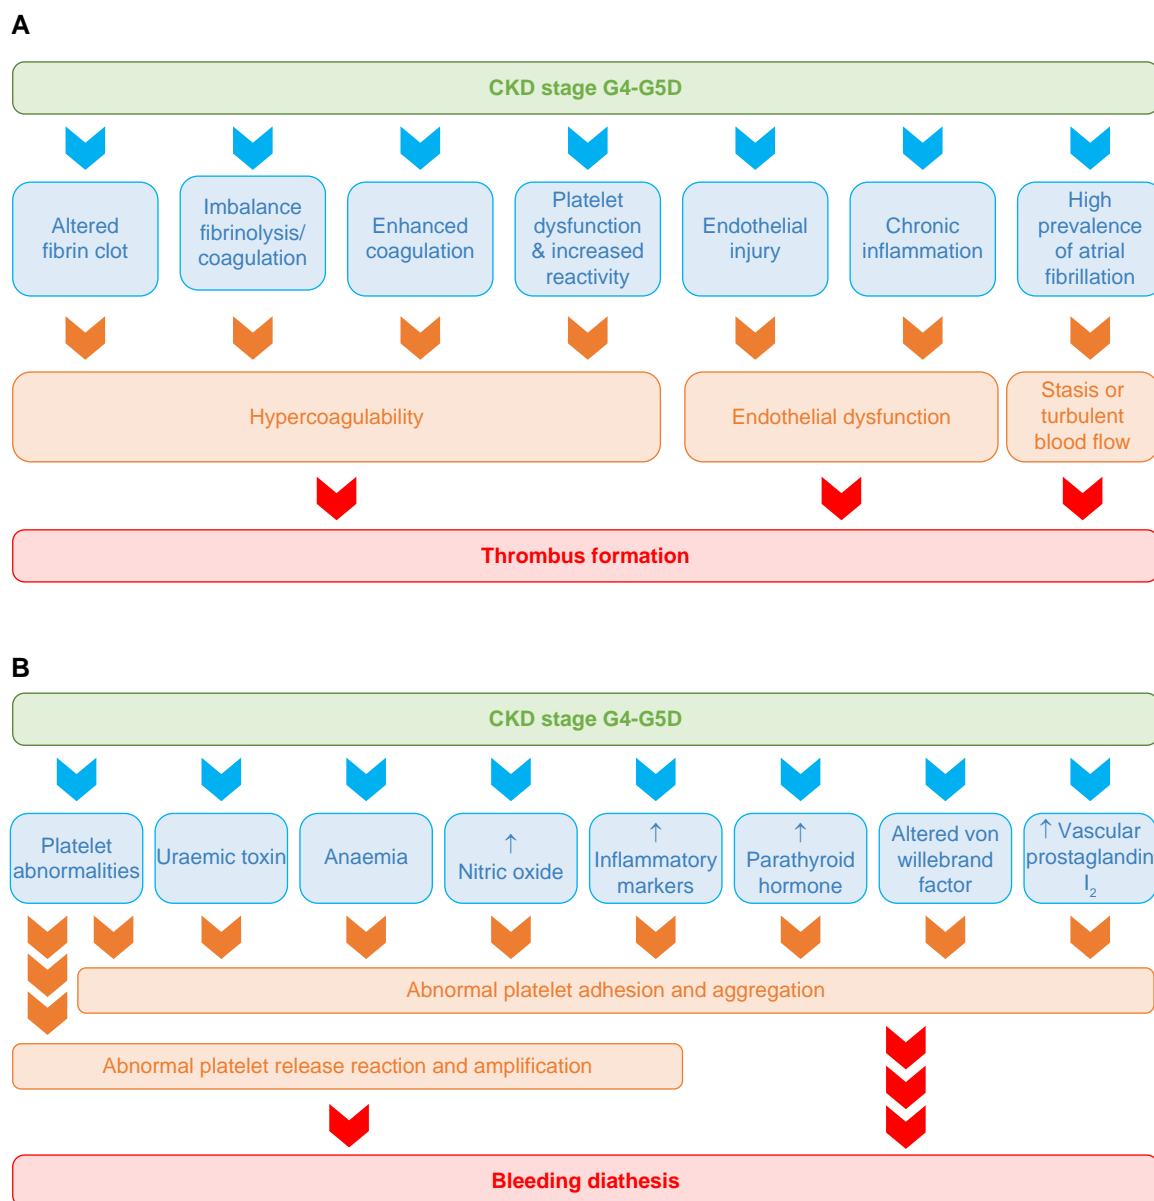 A
CKD stage G4-G5D
Altered
fibrin clot
Imbalance
fibrinolysis/
coagulation
Enhanced
coagulation
Platelet
dysfunction
& increased
reactivity
Endothelial
injury
Chronic
inflammation
High
prevalence
of atrial
fibrillation
Hypercoagulability
Endothelial dysfunction
Stasis or
turbulent
blood flow
Thrombus formation
B
CKD stage G4-G5D
Platelet
abnormalities
Uraemic toxin
Anaemia
↑
Nitric oxide
↑
Inflammatory
markers
↑
Parathyroid
hormone
Altered von
willebrand
factor
↑ Vascular
prostaglandin
I₂
Abnormal platelet adhesion and aggregation
Abnormal platelet release reaction and amplification
Bleeding diathesis